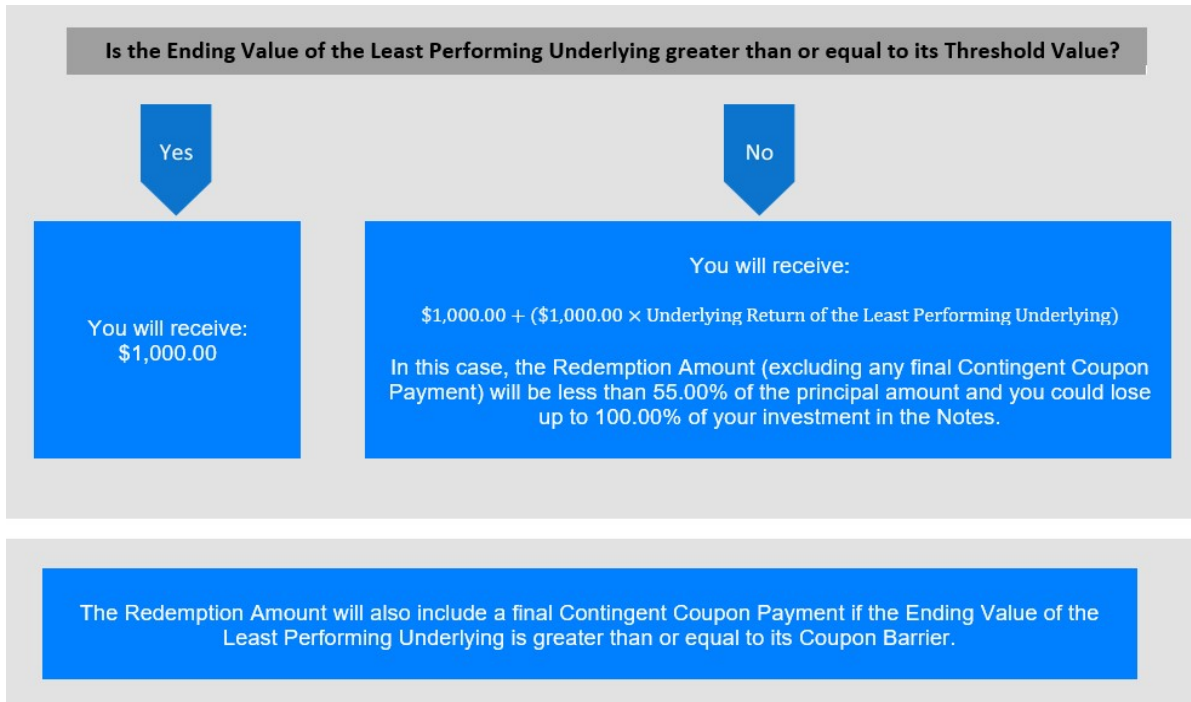 Is the Ending Value of the Least Performing Underlying greater than or equal to its Threshold Value?
Yes
No
You will receive:
$1,000.00
You will receive:
$1,000.00 + ($1,000.00 × Underlying Return of the Least Performing Underlying)
In this case, the Redemption Amount (excluding any final Contingent Coupon
Payment) will be less than 55.00% of the principal amount and you could lose
up to 100.00% of your investment in the Notes.
The Redemption Amount will also include a final Contingent Coupon Payment if the Ending Value of the
Least Performing Underlying is greater than or equal to its Coupon Barrier.